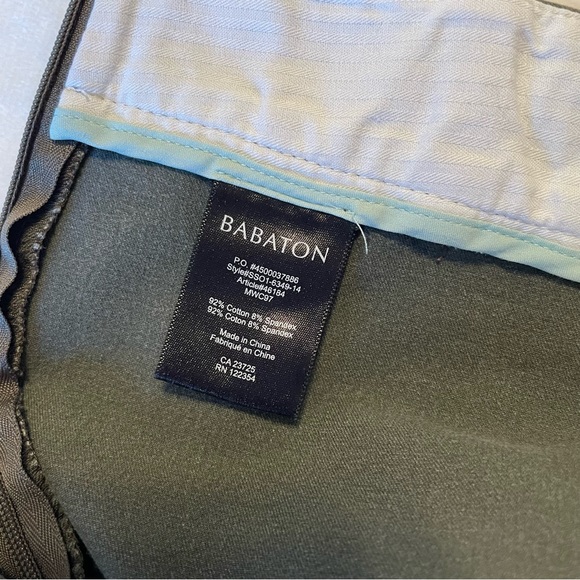 BABATON
P.O. #4500037886
Style#SS01-6349-14
Article#46184
MWC97
92% Cotton 8% Spandex
92% Coton 8% Spandex
Made in China
Fabriqué en Chine
CA 23725
RN 122354